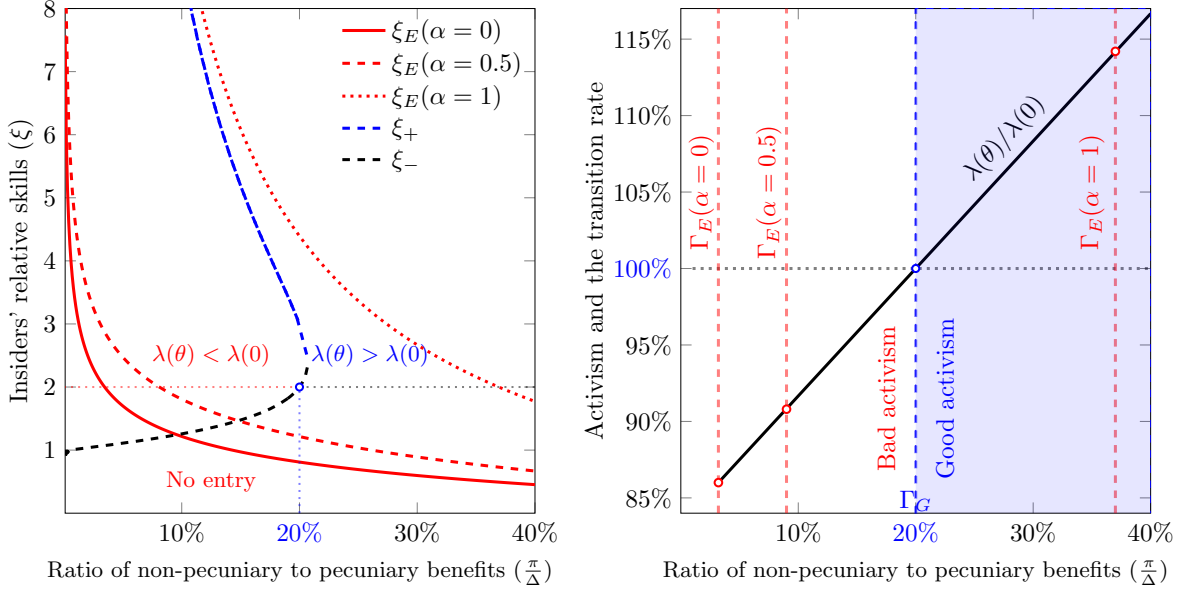 8
7
6
5
4
3
2
1
Insiders' relative skills (ξ)
ξ_E(α = 0)
ξ_E(α = 0.5)
ξ_E(α = 1)
ξ_+
ξ_−
λ(θ) < λ(0)
λ(θ) > λ(0)
No entry
10%
20%
30%
40%
Ratio of non-pecuniary to pecuniary benefits (π/Δ)
115%
110%
105%
100%
95%
90%
85%
Activism and the transition rate
Γ_E(α = 0)
Γ_E(α = 0.5)
λ(θ)/λ(0)
Γ_E(α = 1)
Bad activism
Good activism
Γ_G
10%
20%
30%
40%
Ratio of non-pecuniary to pecuniary benefits (π/Δ)